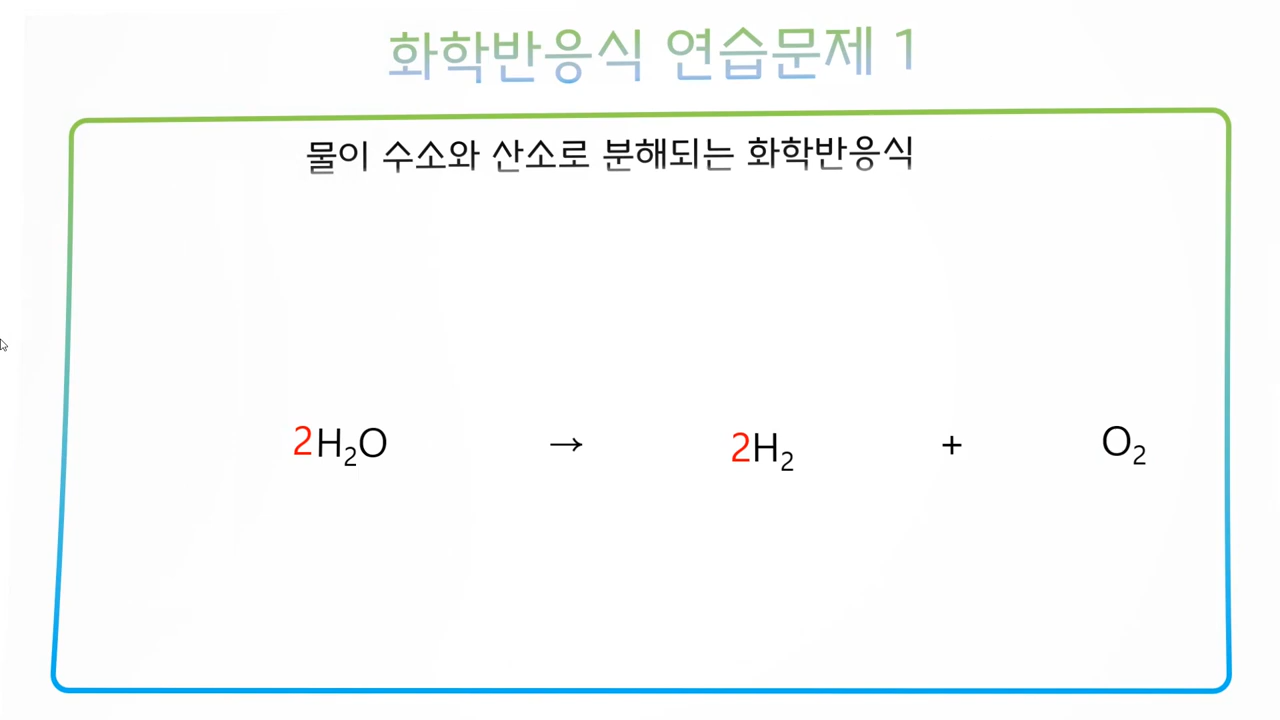 화학반응식 연습문제 1
물이 수소와 산소로 분해되는 화학반응식
2H₂O → 2H₂ + O₂